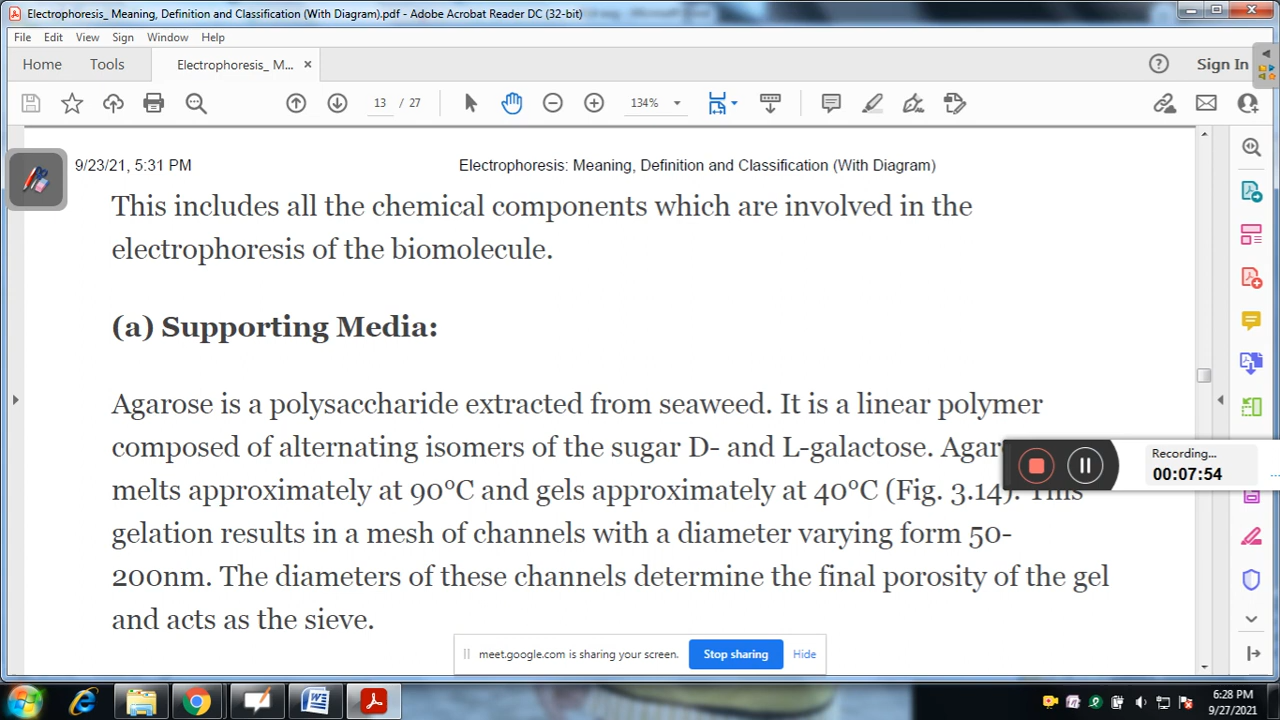 Electrophoresis_ Meaning, Definition and Classification (With Diagram).pdf - Adobe Acrobat Reader DC (32-bit)
File Edit View Sign Window Help
Home Tools Electrophoresis_ M... × Sign In
13 / 27 134%
9/23/21, 5:31 PM Electrophoresis: Meaning, Definition and Classification (With Diagram)
This includes all the chemical components which are involved in the
electrophoresis of the biomolecule.
(a) Supporting Media:
Agarose is a polysaccharide extracted from seaweed. It is a linear polymer
composed of alternating isomers of the sugar D- and L-galactose.
melts approxinately at 90°C and gels approximately at 40°C (Fig. 3.14). This
gelation results in a mesh of channels with a diameter varying form 50-
200nm. The diameters of these channels determine the final porosity of the gel
and acts as the sieve.
Recording...
00:07:54
meet.google.com is sharing your screen. Stop sharing Hide
6:28 PM
9/27/2021